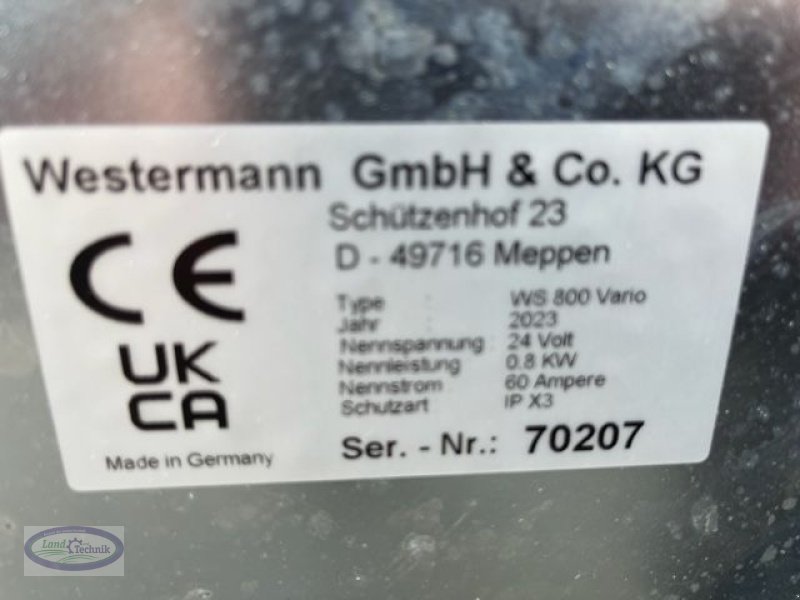 Westermann GmbH & Co. KG
Schützenhof 23
D - 49716 Meppen
Type : WS 800 Vario
Jahr : 2023
Nennspannung : 24 Volt
Nennleistung : 0.8 KW
Nennstrom : 60 Ampere
Schutzart : IP X3
Ser. - Nr.: 70207
CE
UK
CA
Made in Germany
Land Technik